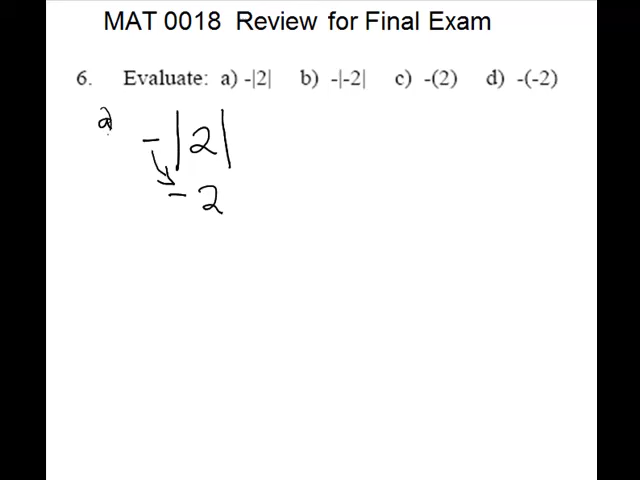 MAT 0018 Review for Final Exam
6. Evaluate: a) -|2| b) -|-2| c) -(2) d) -(-2)
a) -|2|
-2